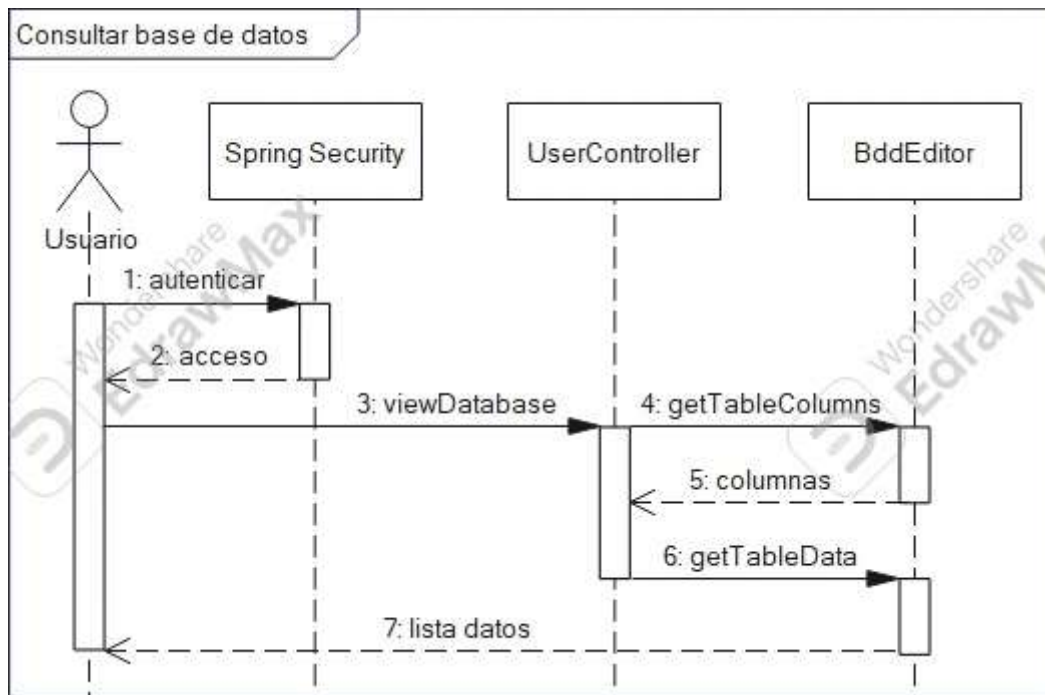 Consultar base de datos
Spring Security
UserController
BddEditor
Usuario
1: autenticar
2: acceso
3: viewDatabase
4: getTableColumns
5: columnas
6: getTableData
7: lista datos
Wondershare
EdrawMax
Wondershare
EdrawM